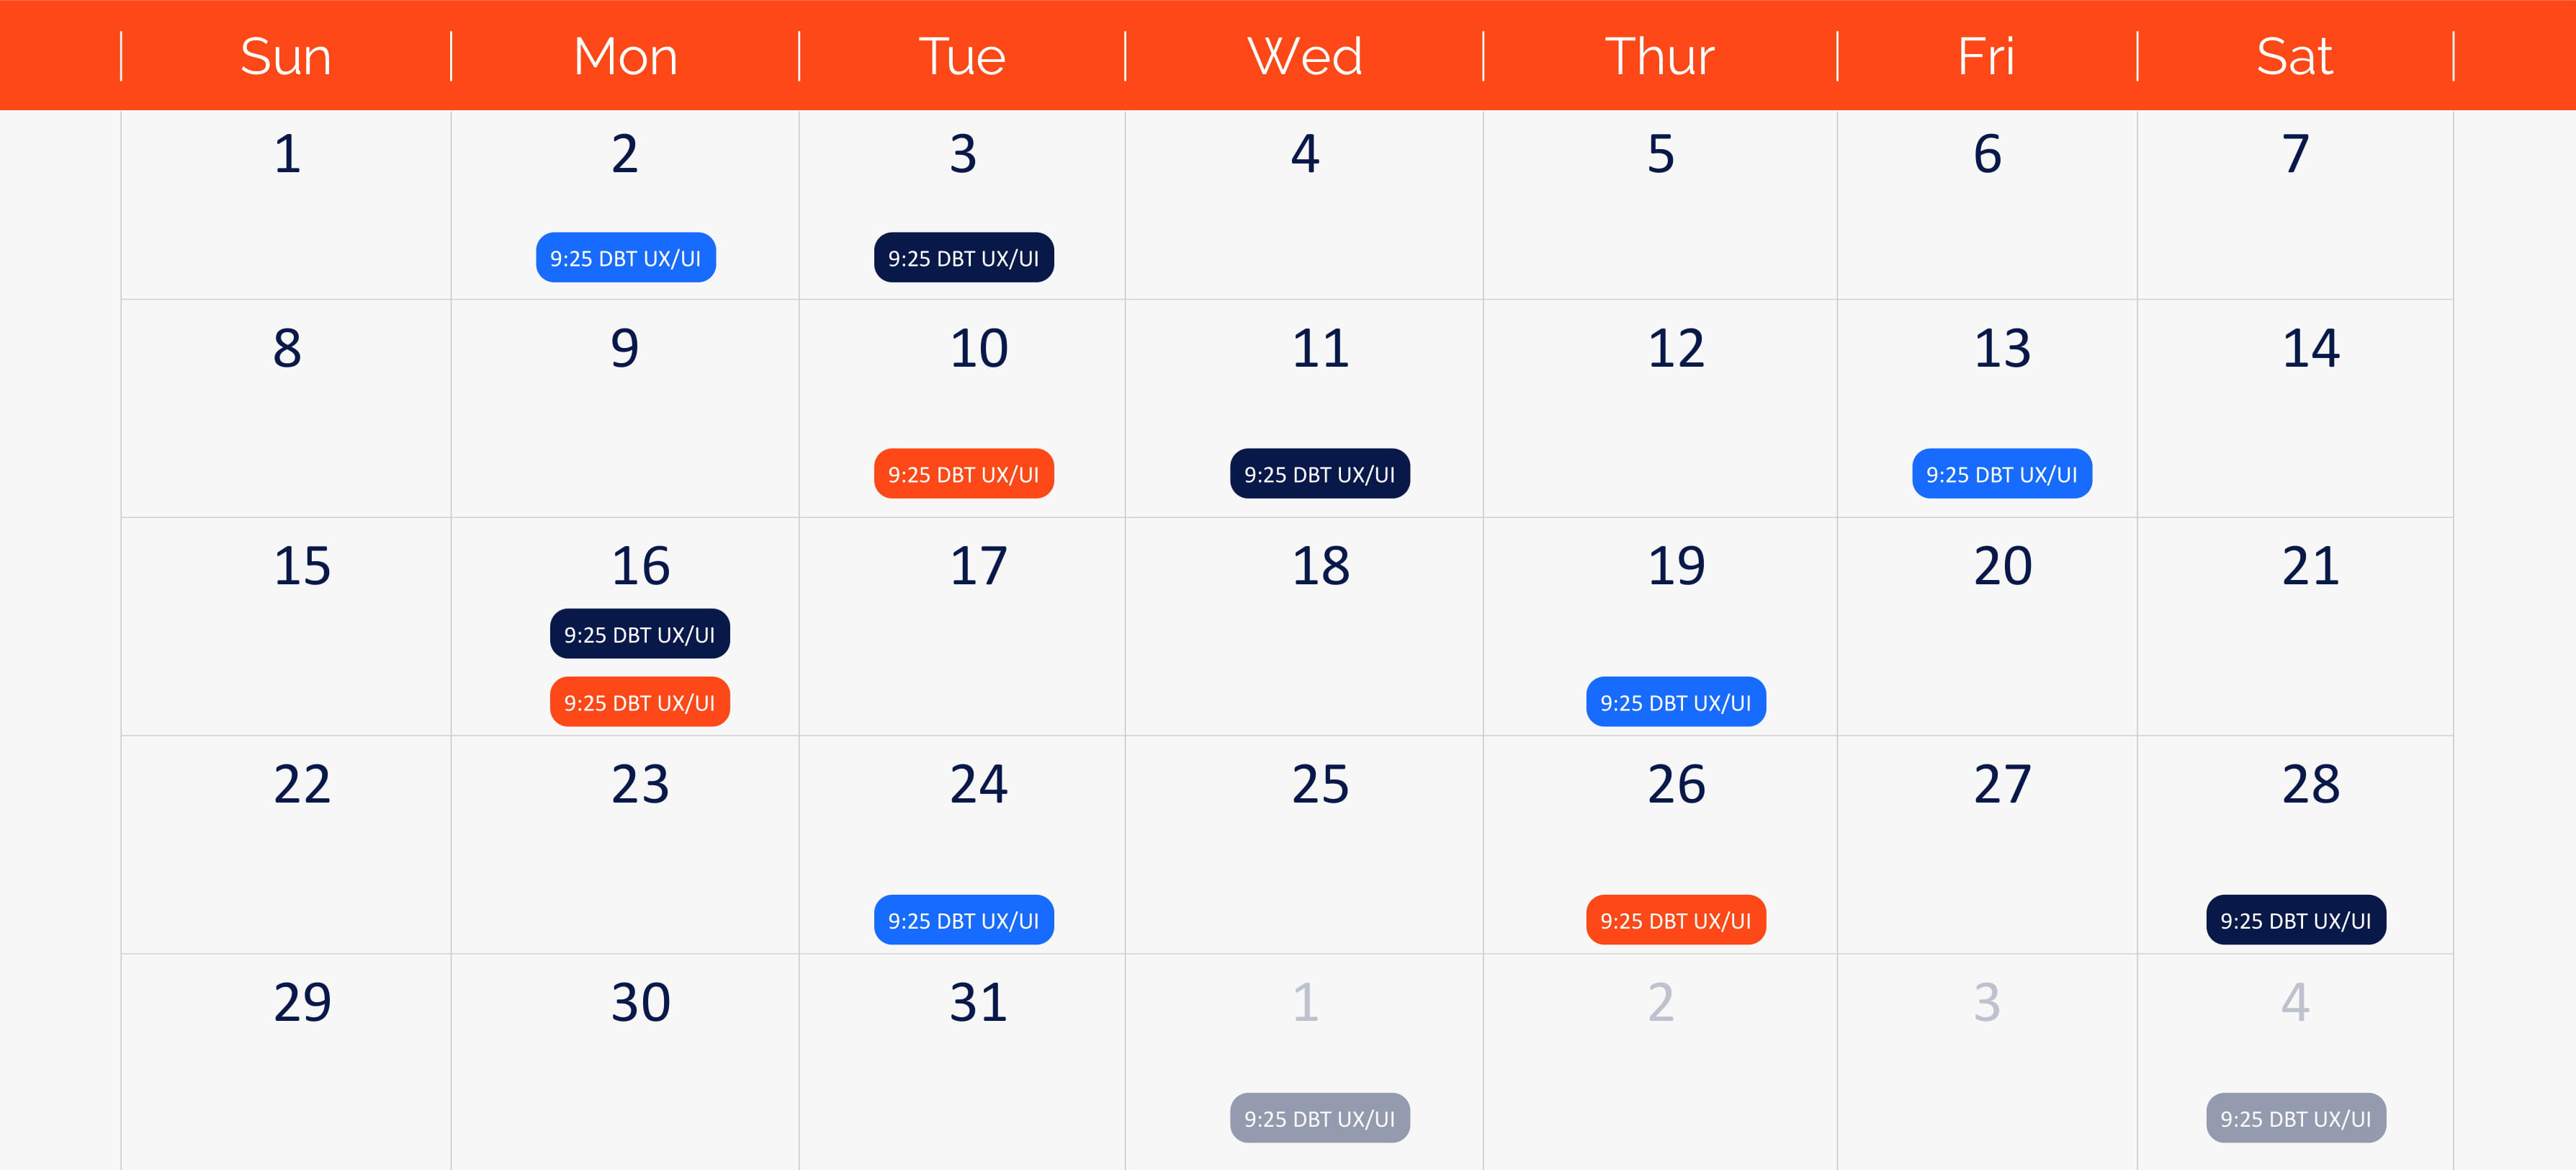 Sun Mon Tue Wed Thur Fri Sat
1 2 3 4 5 6 7
9:25 DBT UX/UI 9:25 DBT UX/UI
8 9 10 11 12 13 14
9:25 DBT UX/UI 9:25 DBT UX/UI 9:25 DBT UX/UI
15 16 17 18 19 20 21
9:25 DBT UX/UI
9:25 DBT UX/UI 9:25 DBT UX/UI
22 23 24 25 26 27 28
9:25 DBT UX/UI 9:25 DBT UX/UI 9:25 DBT UX/UI
29 30 31 1 2 3 4
9:25 DBT UX/UI 9:25 DBT UX/UI